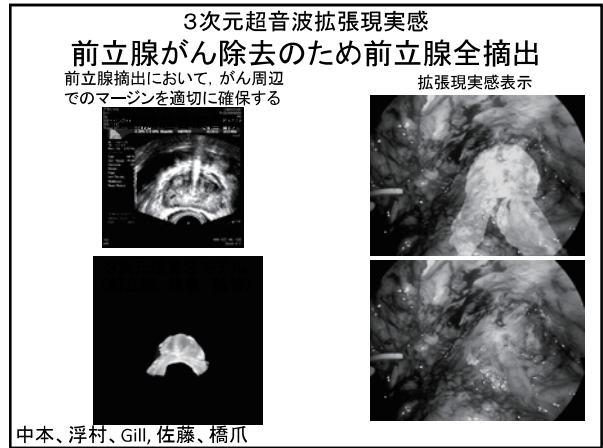 3次元超音波拡張現実感
前立腺がん除去のため前立腺全摘出
前立腺摘出において，がん周辺
でのマージンを適切に確保する
拡張現実感表示
中本、浮村、Gill, 佐藤、橋爪